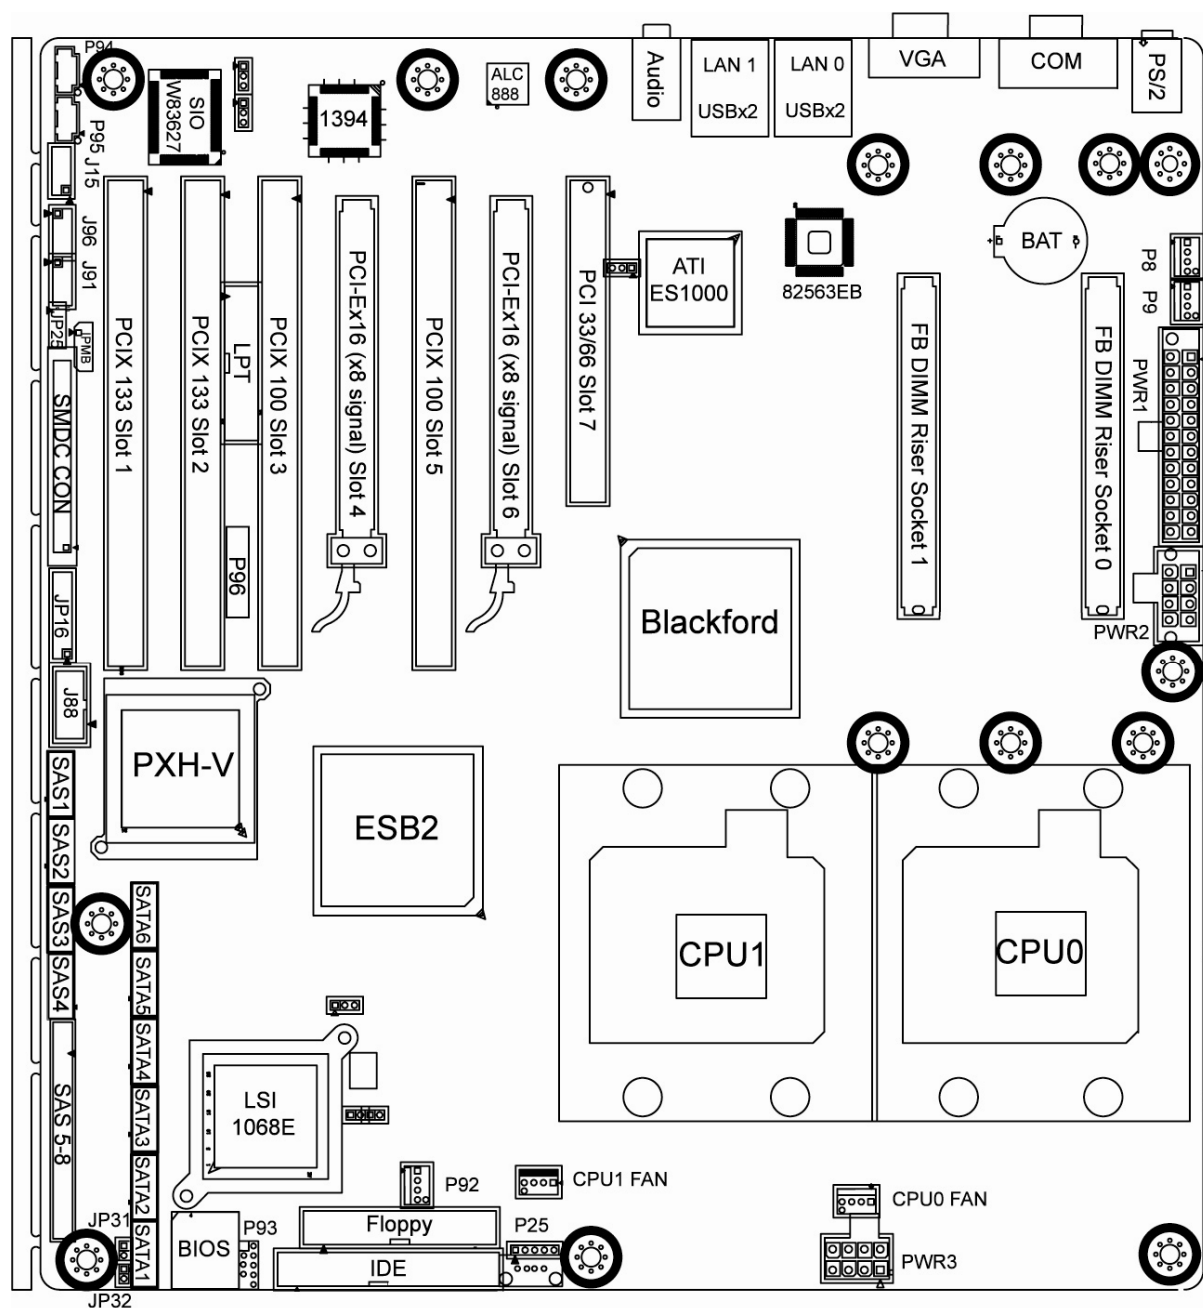 P94
SIO
W83627
1394
ALC
888
Audio
LAN 1
USBx2
LAN 0
USBx2
VGA
COM
PS/2
P95
J15
J96
J91
JP25
IPMB
SMDC CON
PCIX 133 Slot 1
PCIX 133 Slot 2
LPT
P96
PCIX 100 Slot 3
PCI-Ex16 (x8 signal) Slot 4
PCIX 100 Slot 5
PCI-Ex16 (x8 signal) Slot 6
PCI 33/66 Slot 7
ATI
ES1000
82563EB
BAT
P8
P9
FB DIMM Riser Socket 1
FB DIMM Riser Socket 0
PWR1
PWR2
Blackford
JP16
J88
PXH-V
ESB2
SAS1
SAS2
SAS3
SAS4
SAS 5-8
SATA6
SATA5
SATA4
SATA3
SATA2
SATA1
CPU1
CPU0
LSI
1068E
P92
CPU1 FAN
CPU0 FAN
JP31
JP32
BIOS
P93
Floppy
IDE
P25
PWR3